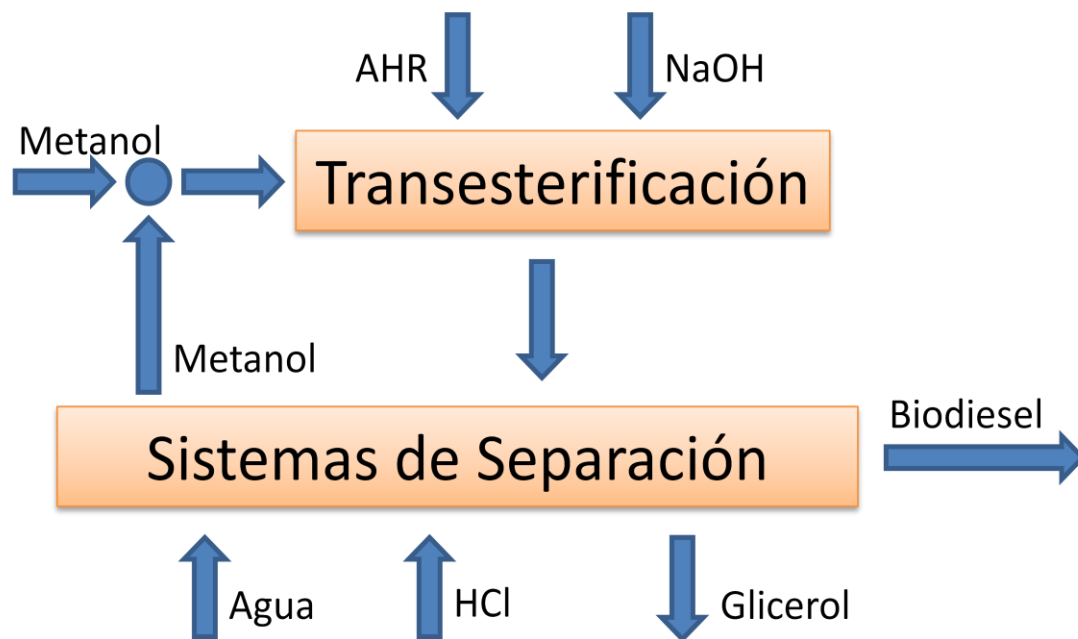 AHR
NaOH
Metanol
Transesterificación
Metanol
Biodiesel
Sistemas de Separación
Agua
HCl
Glicerol